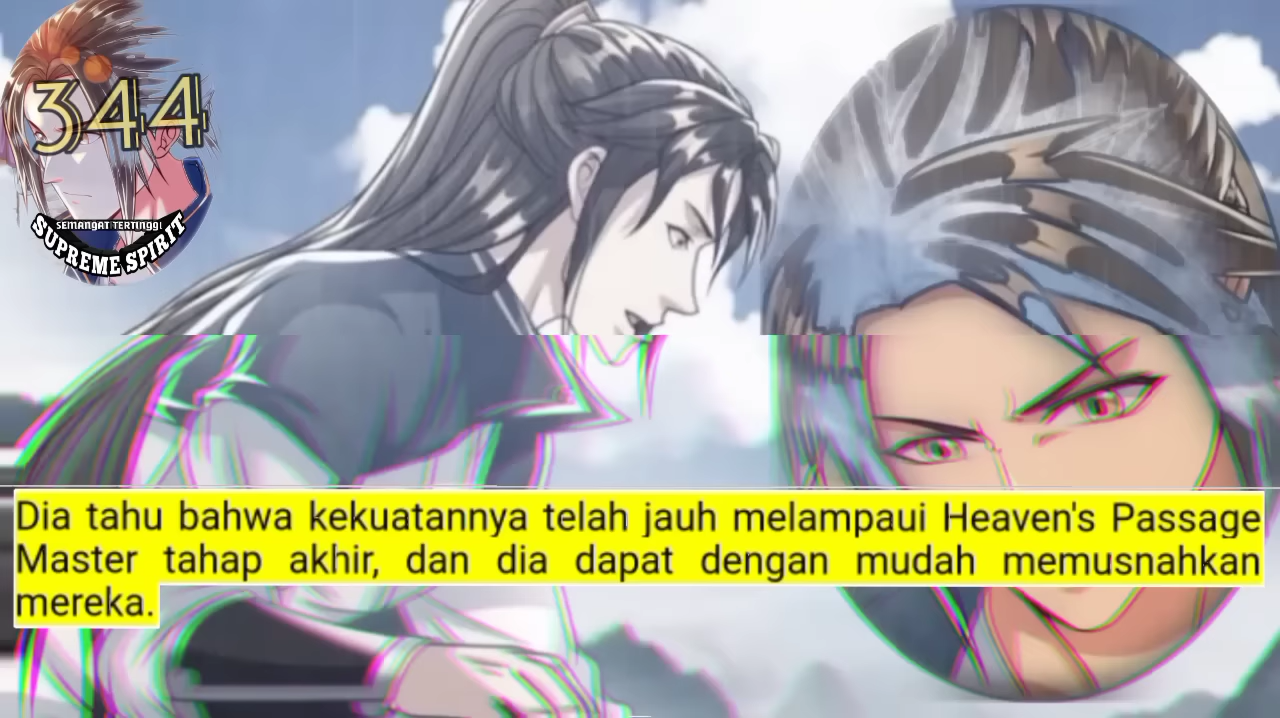 344
SEMANGAT TERTINGGI
SUPREME SPIRIT
Dia tahu bahwa kekuatannya telah jauh melampaui Heaven's Passage
Master tahap akhir, dan dia dapat dengan mudah memusnahkan
mereka.